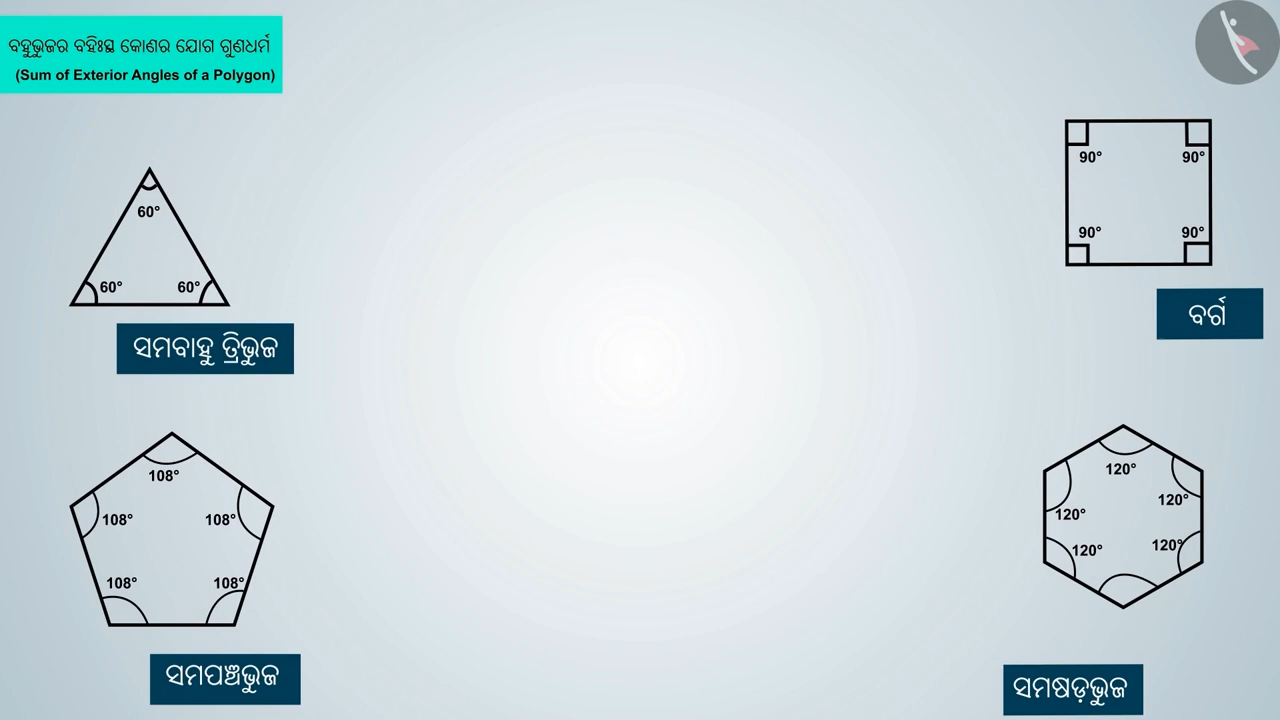 ବହୁଭୁଜର ବହିଃସ୍ଥ କୋଣର ଯୋଗ ଗୁଣଧର୍ମ
(Sum of Exterior Angles of a Polygon)
60°
60° 60°
ସମବାହୁ ତ୍ରିଭୁଜ
90° 90°
90° 90°
ବର୍ଗ
108°
108° 108°
108° 108°
ସମପଞ୍ଚଭୁଜ
120°
120°
120°
120°
120°
ସମଷଡ଼ଭୁଜ